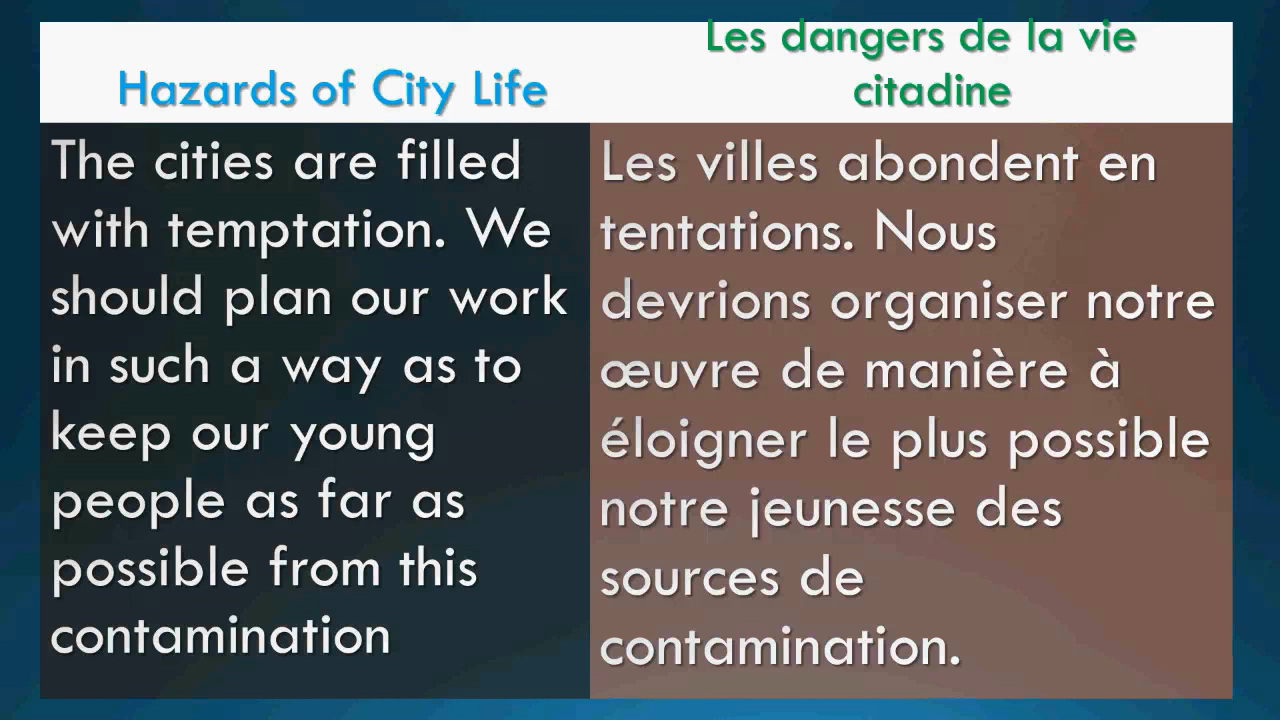 Hazards of City Life
The cities are filled
with temptation. We
should plan our work
in such a way as to
keep our young
people as far as
possible from this
contamination
Les dangers de la vie
citadine
Les villes abondent en
tentations. Nous
devrions organiser notre
œuvre de manière à
éloigner le plus possible
notre jeunesse des
sources de
contamination.